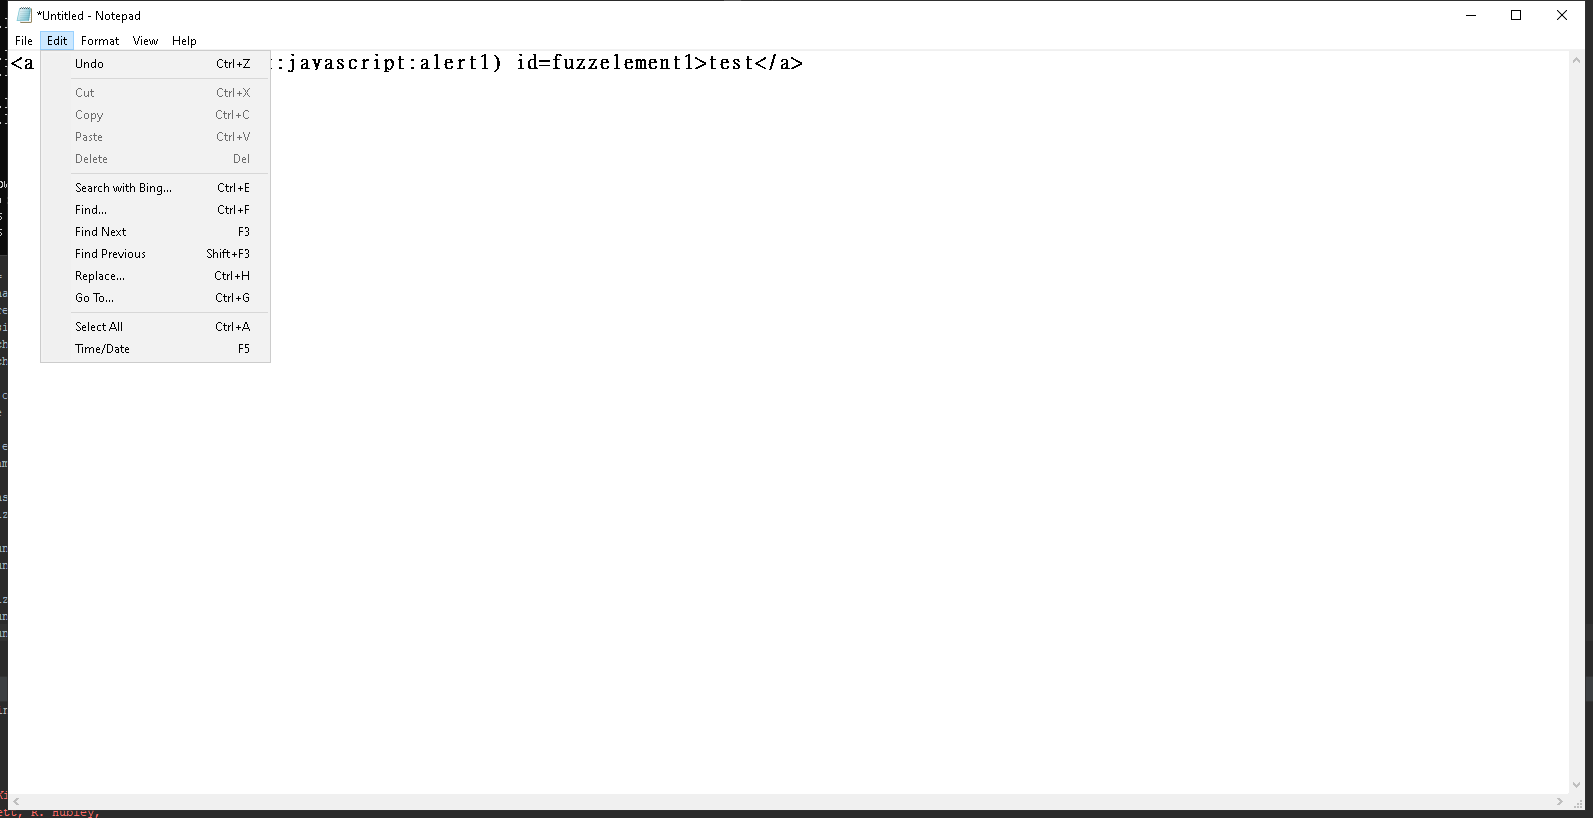 *Untitled - Notepad
File Edit Format View Help
<a :javascript:alert1) id=fuzzelement1>test</a>
Undo Ctrl+Z
Cut Ctrl+X
Copy Ctrl+C
Paste Ctrl+V
Delete Del
Search with Bing... Ctrl+E
Find... Ctrl+F
Find Next F3
Find Previous Shift+F3
Replace... Ctrl+H
Go To... Ctrl+G
Select All Ctrl+A
Time/Date F5
ett, R. Hubley,